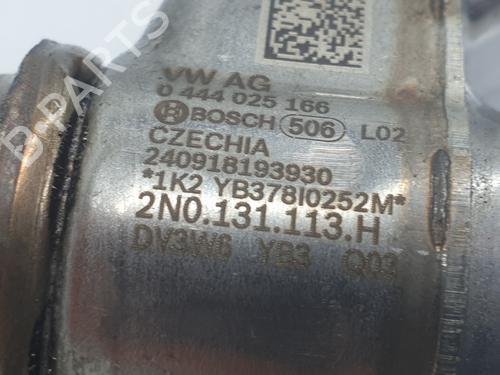 B-PARTS
VW AG
0 444 025 166
BOSCH 506 L02
CZECHIA
240918193930
*1K2 YB378I0252M*
2N0.131.113.H
DV3W6 YB3 Q03